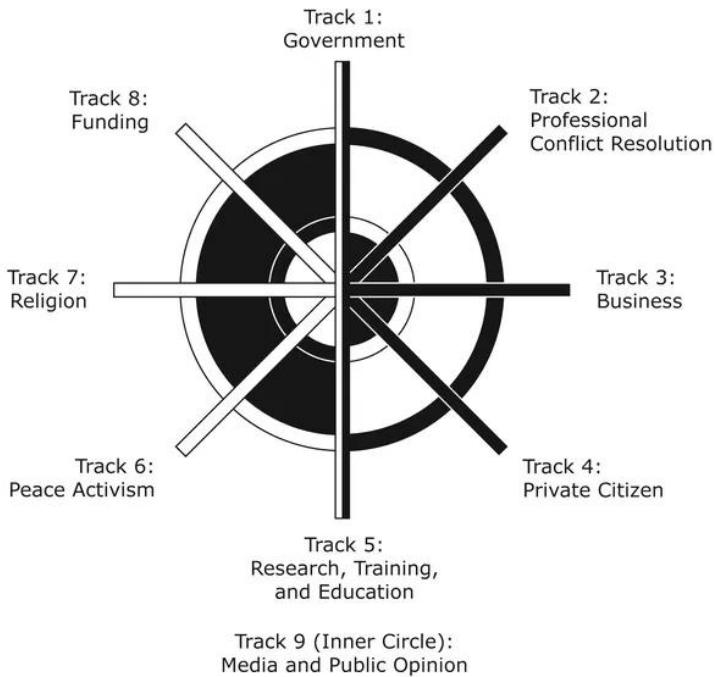 Track 1:
Government
Track 2:
Professional
Conflict Resolution
Track 3:
Business
Track 4:
Private Citizen
Track 5:
Research, Training,
and Education
Track 6:
Peace Activism
Track 7:
Religion
Track 8:
Funding
Track 9 (Inner Circle):
Media and Public Opinion